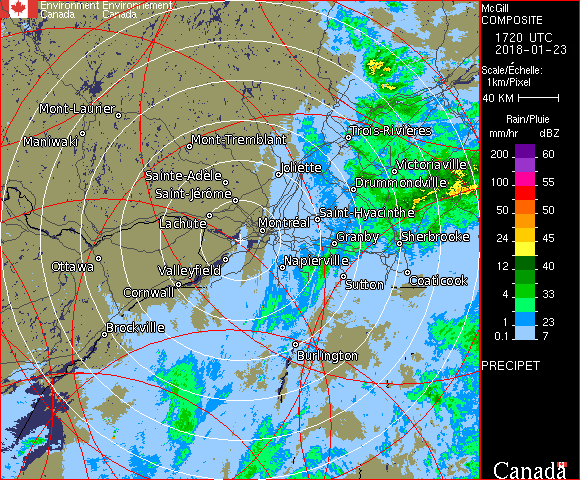 Environment Environnement
Canada Canada
McGill
COMPOSITE
1720 UTC
2018-01-23
Scale/Échelle:
1km/Pixel
40 KM
Rain/Pluie
mm/hr dBZ
200 60
100 55
50 50
24 45
12 40
4 33
1 23
0.1 7
PRECIPET
Canada
Mont-Laurier
Maniwaki
Mont-Tremblant
Trois-Rivières
Joliette
Victoriaville
Sainte-Adèle
Drummondville
Saint-Jérôme
Lachute
Montréal
Saint-Hyacinthe
Granby
Sherbrooke
Ottawa
Valleyfield
Napierville
Cornwall
Sutton
Coaticook
Brockville
Burlington